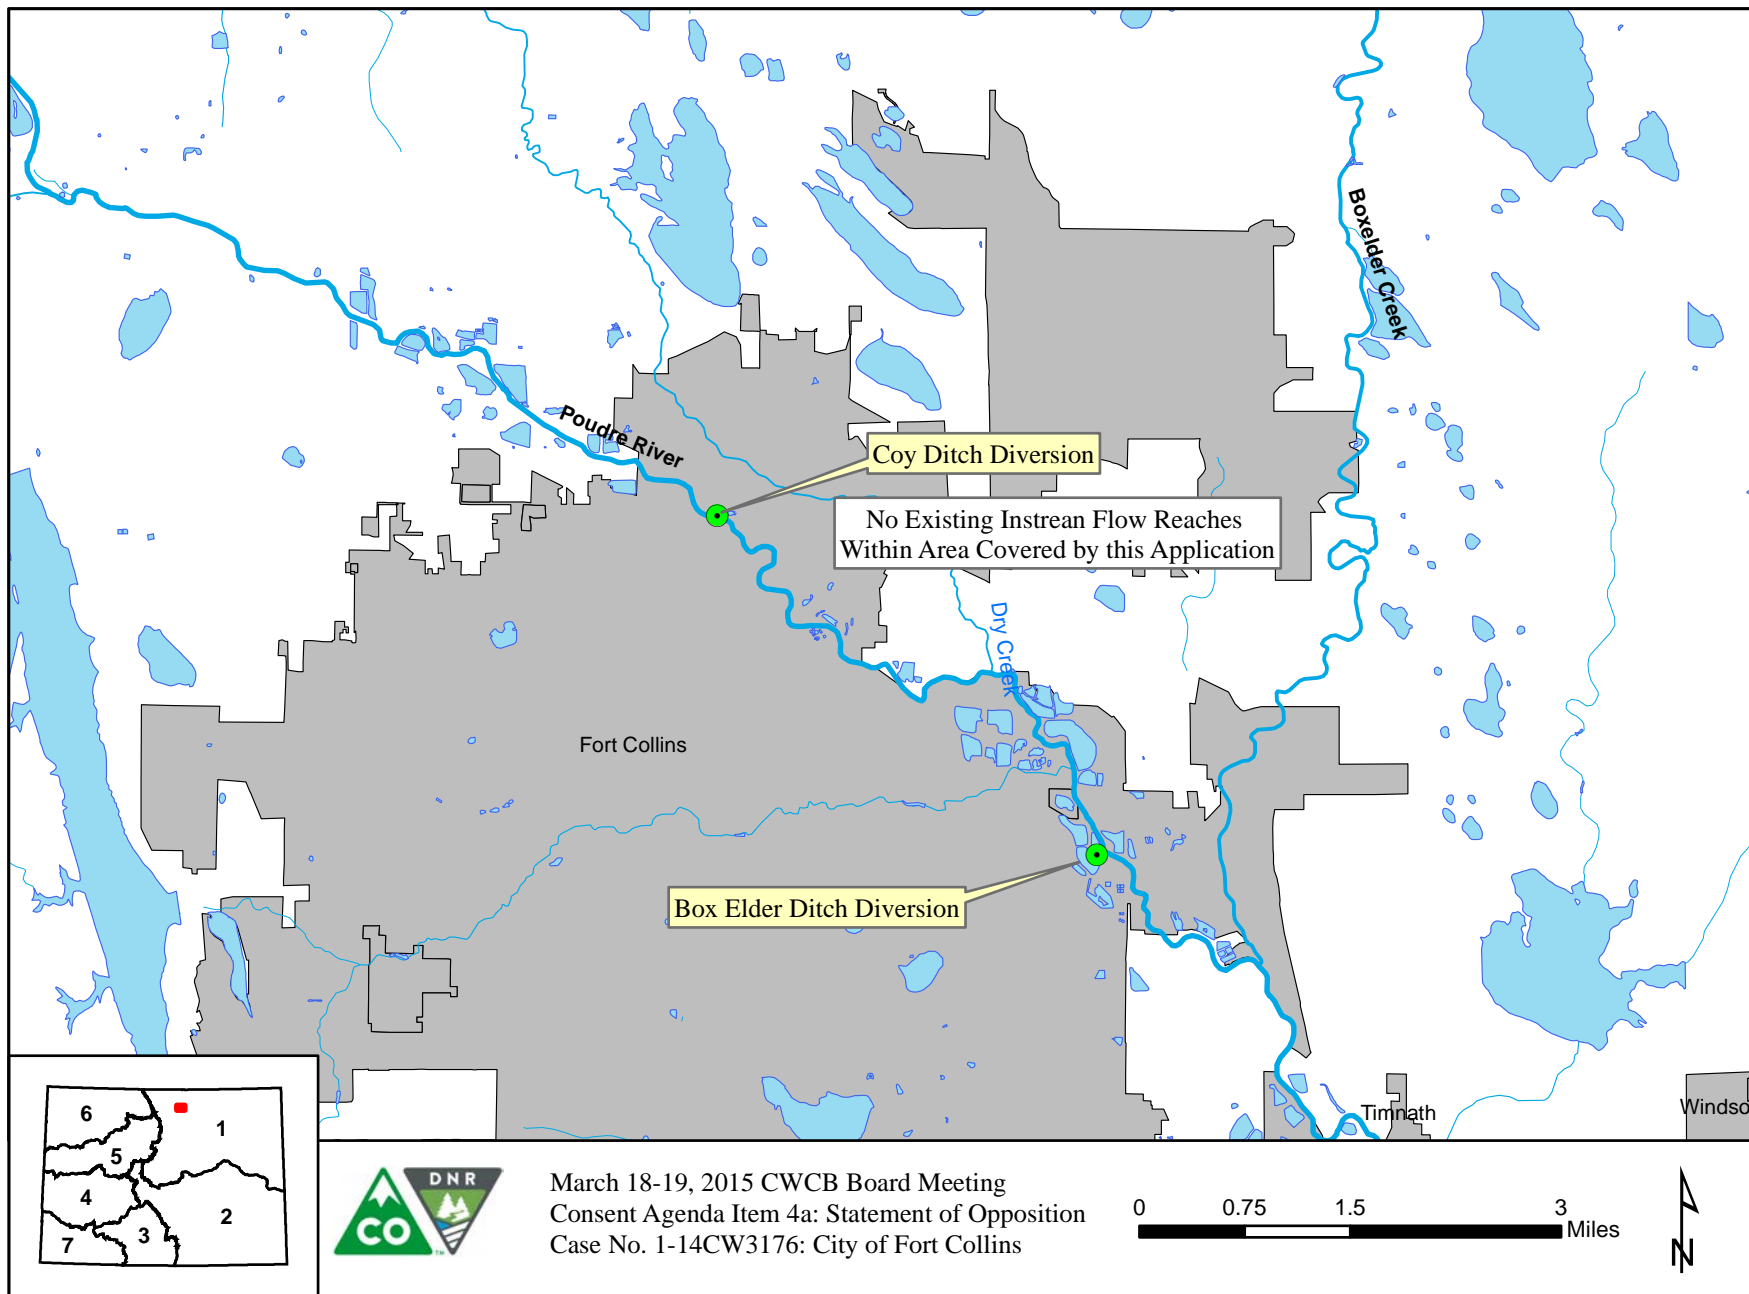 Boxelder Creek
Poudre River
Coy Ditch Diversion
No Existing Instrean Flow Reaches
Within Area Covered by this Application
Dry Creek
Fort Collins
Box Elder Ditch Diversion
Timnath
Windso
6
1
5
4
2
3
7
CO
TM
DNR
March 18-19, 2015 CWCB Board Meeting
Consent Agenda Item 4a: Statement of Opposition
Case No. 1-14CW3176: City of Fort Collins
0 0.75 1.5 3
Miles
N